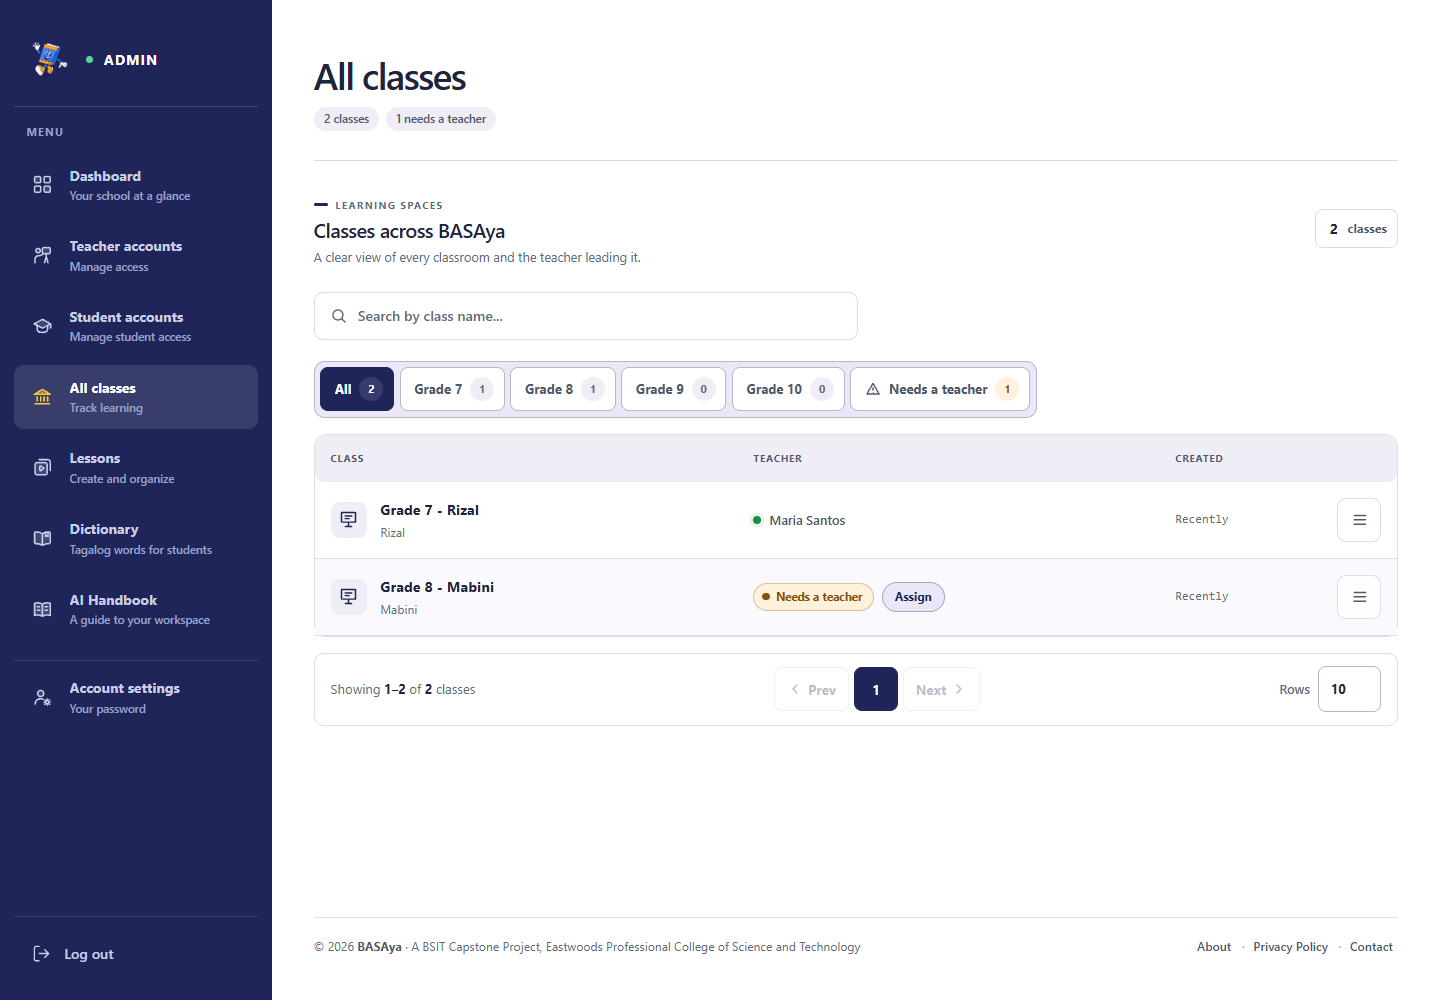 ADMIN
MENU
Dashboard
Your school at a glance
Teacher accounts
Manage access
Student accounts
Manage student access
All classes
Track learning
Lessons
Create and organize
Dictionary
Tagalog words for students
AI Handbook
A guide to your workspace
Account settings
Your password
Log out
All classes
2 classes 1 needs a teacher
LEARNING SPACES
Classes across BASAya
A clear view of every classroom and the teacher leading it.
2 classes
Search by class name...
All 2 Grade 7 1 Grade 8 1 Grade 9 0 Grade 10 0 Needs a teacher 1
CLASS TEACHER CREATED
Grade 7 - Rizal
Rizal
Maria Santos
Recently
Grade 8 - Mabini
Mabini
Needs a teacher Assign
Recently
Showing 1–2 of 2 classes
Prev 1 Next
Rows 10
© 2026 BASAya · A BSIT Capstone Project, Eastwoods Professional College of Science and Technology
About · Privacy Policy · Contact